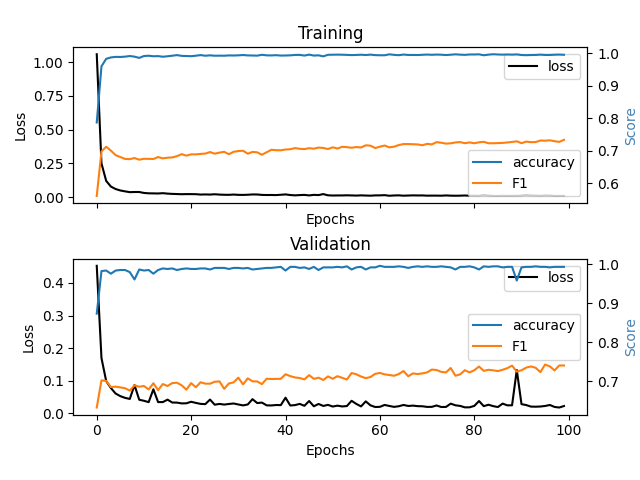 Training
1.00
0.75
0.50
0.25
0.00
Loss
1.0
0.9
0.8
0.7
0.6
Score
loss
accuracy
F1
Epochs
Validation
0.4
0.3
0.2
0.1
0.0
Loss
1.0
0.9
0.8
0.7
Score
loss
accuracy
F1
0 20 40 60 80 100
Epochs